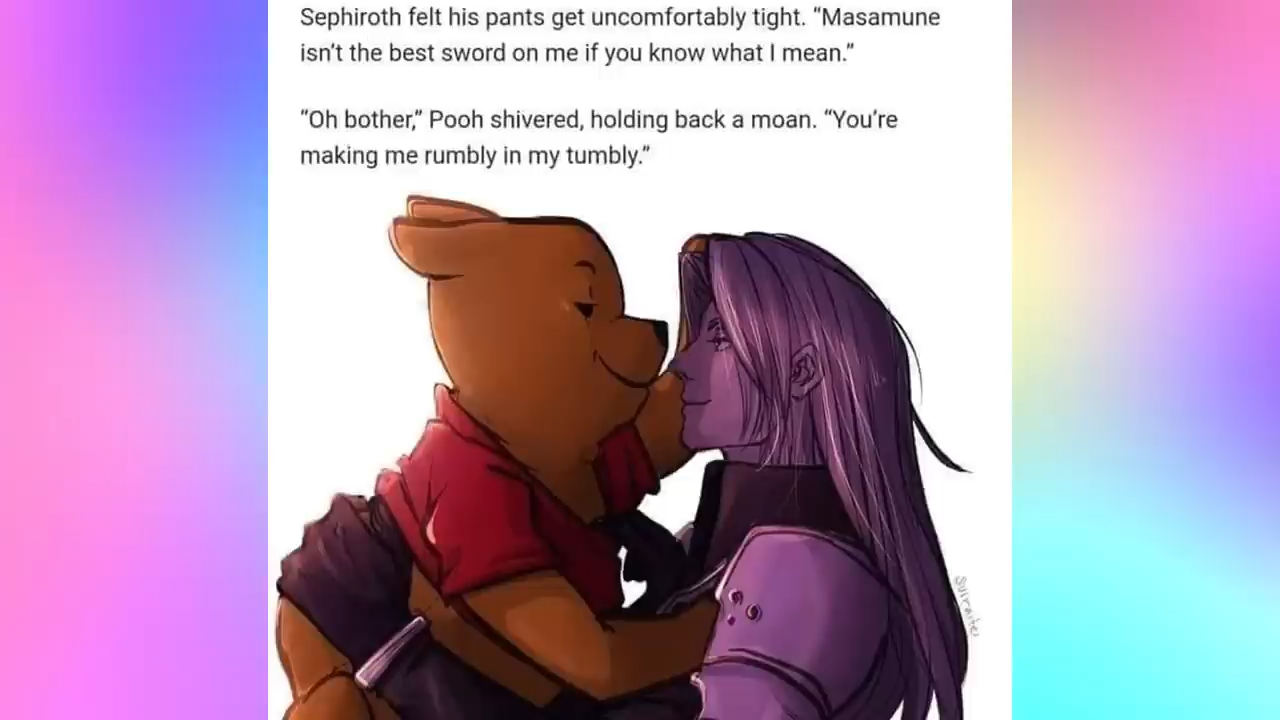 Sephiroth felt his pants get uncomfortably tight. “Masamune
isn’t the best sword on me if you know what I mean.”
“Oh bother,” Pooh shivered, holding back a moan. “You’re
making me rumbly in my tumbly.”